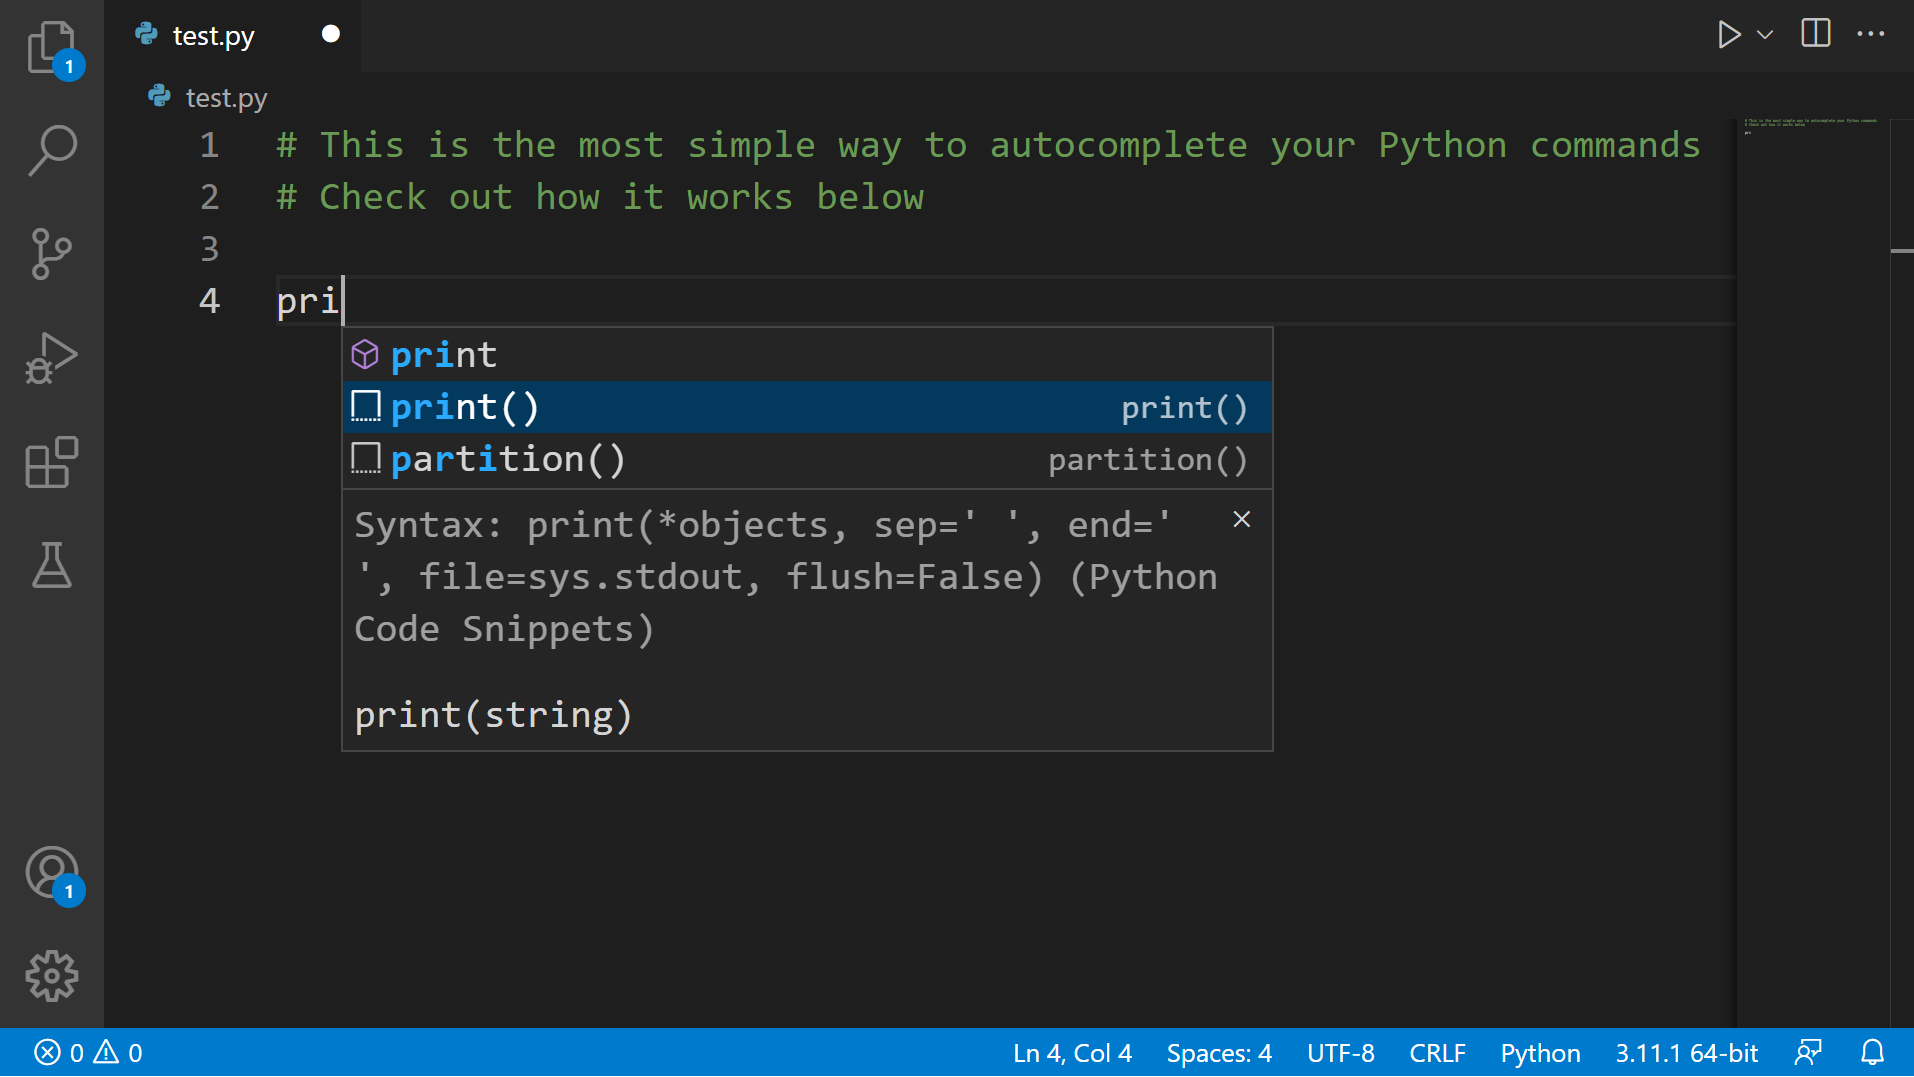 test.py
1
test.py
1 # This is the most simple way to autocomplete your Python commands
2 # Check out how it works below
3
4 pri
print
print() print()
partition() partition()
Syntax: print(*objects, sep=' ', end='
', file=sys.stdout, flush=False) (Python
Code Snippets)
print(string)
1
0 0 Ln 4, Col 4 Spaces: 4 UTF-8 CRLF Python 3.11.1 64-bit